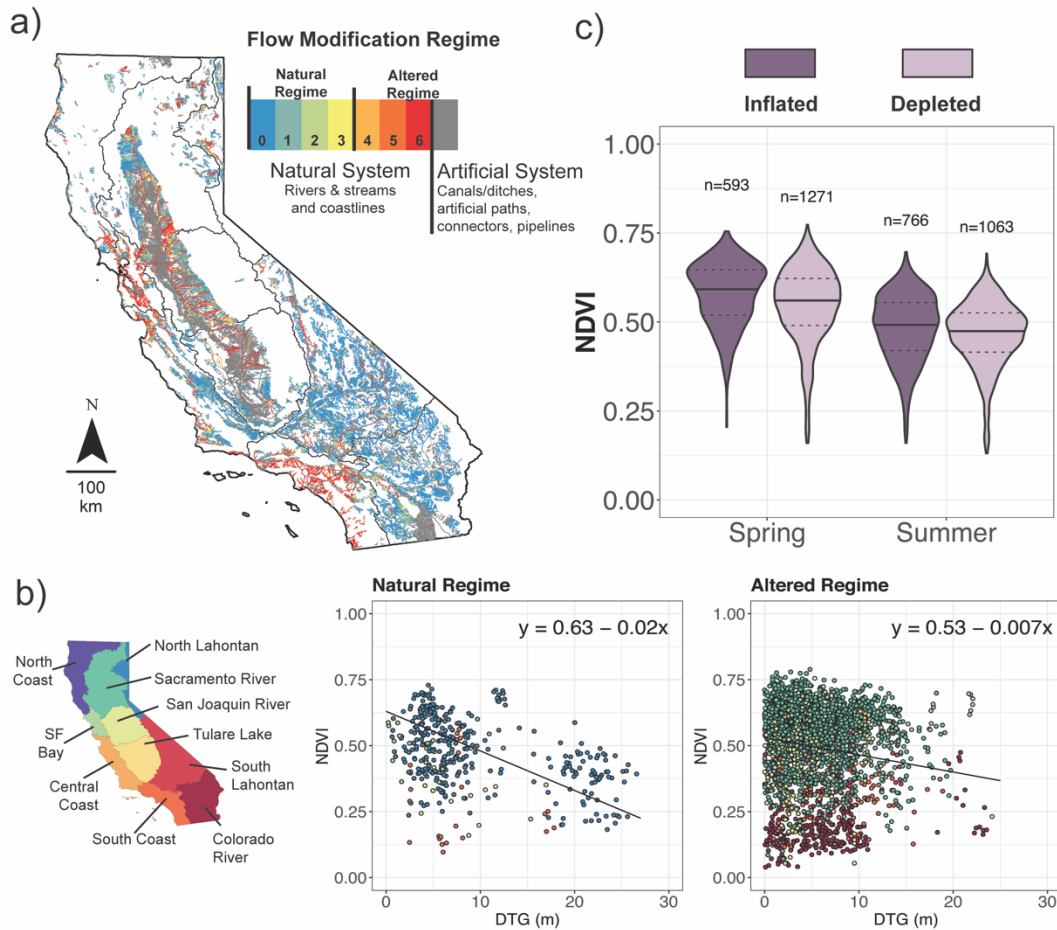 a)
Flow Modification Regime
Natural
Regime
Altered
Regime
0 1 2 3 4 5 6
Natural System
Rivers & streams
and coastlines
Artificial System
Canals/ditches,
artificial paths,
connectors, pipelines
N
100
km
c)
Inflated
Depleted
NDVI
1.00
0.75
0.50
0.25
0.00
n=593
n=1271
n=766
n=1063
Spring
Summer
b)
North
Coast
North Lahontan
Sacramento River
San Joaquin River
SF
Bay
Tulare Lake
Central
Coast
South
Lahontan
South Coast
Colorado
River
Natural Regime
y = 0.63 − 0.02x
NDVI
1.00
0.75
0.50
0.25
0.00
0 10 20 30
DTG (m)
Altered Regime
y = 0.53 − 0.007x
NDVI
1.00
0.75
0.50
0.25
0.00
0 10 20 30
DTG (m)